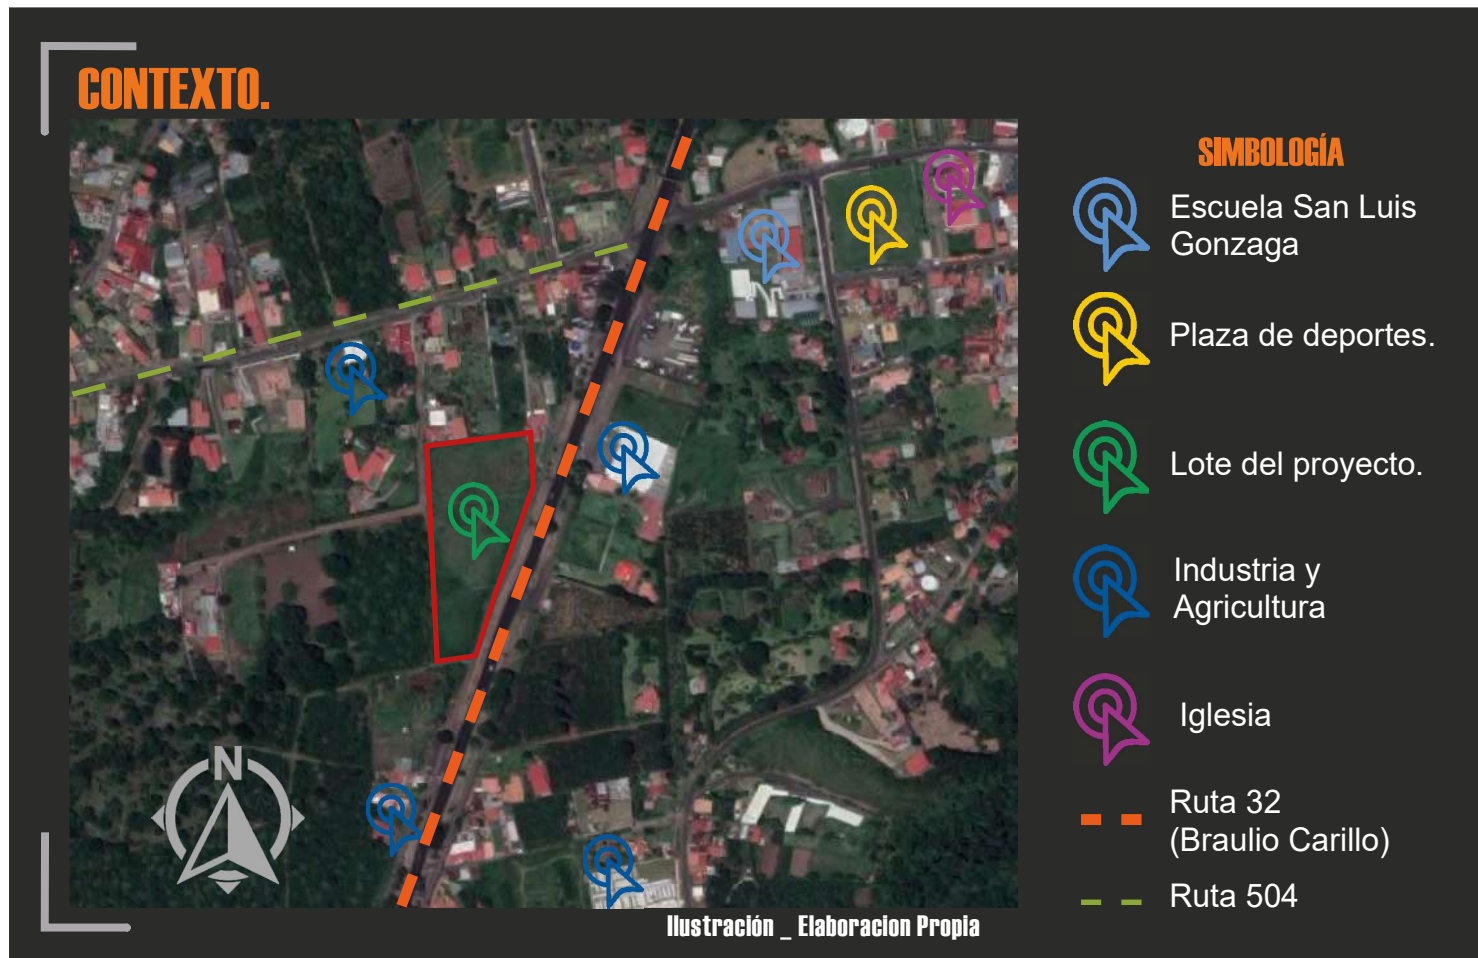 CONTEXTO.
SIMBOLOGÍA
Escuela San Luis
Gonzaga
Plaza de deportes.
Lote del proyecto.
Industria y
Agricultura
Iglesia
Ruta 32
(Braulio Carillo)
Ruta 504
N
Ilustración _ Elaboracion Propia